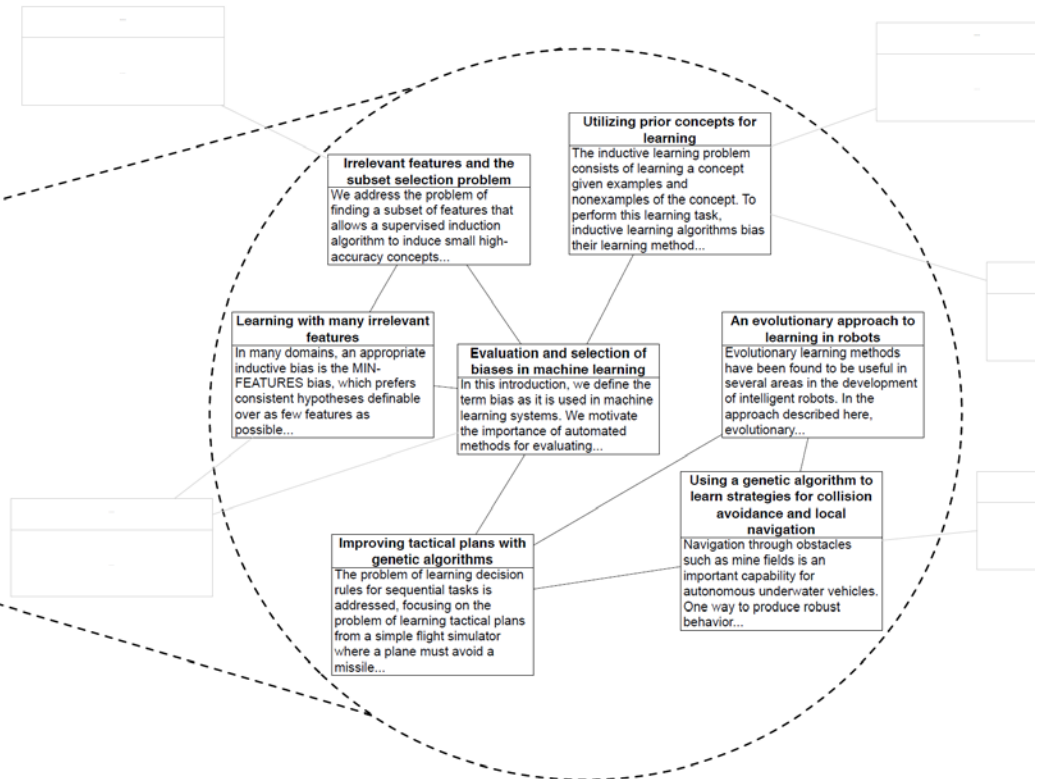 Utilizing prior concepts for
learning
The inductive learning problem
consists of learning a concept
given examples and
nonexamples of the concept. To
perform this learning task,
inductive learning algorithms bias
their learning method...
Irrelevant features and the
subset selection problem
We address the problem of
finding a subset of features that
allows a supervised induction
algorithm to induce small high-
accuracy concepts...
Learning with many irrelevant
features
In many domains, an appropriate
inductive bias is the MIN-
FEATURES bias, which prefers
consistent hypotheses definable
over as few features as
possible...
Evaluation and selection of
biases in machine learning
In this introduction, we define the
term bias as it is used in machine
learning systems. We motivate
the importance of automated
methods for evaluating...
An evolutionary approach to
learning in robots
Evolutionary learning methods
have been found to be useful in
several areas in the development
of intelligent robots. In the
approach described here,
evolutionary...
Using a genetic algorithm to
learn strategies for collision
avoidance and local
navigation
Navigation through obstacles
such as mine fields is an
important capability for
autonomous underwater vehicles.
One way to produce robust
behavior...
Improving tactical plans with
genetic algorithms
The problem of learning decision
rules for sequential tasks is
addressed, focusing on the
problem of learning tactical plans
from a simple flight simulator
where a plane must avoid a
missile...